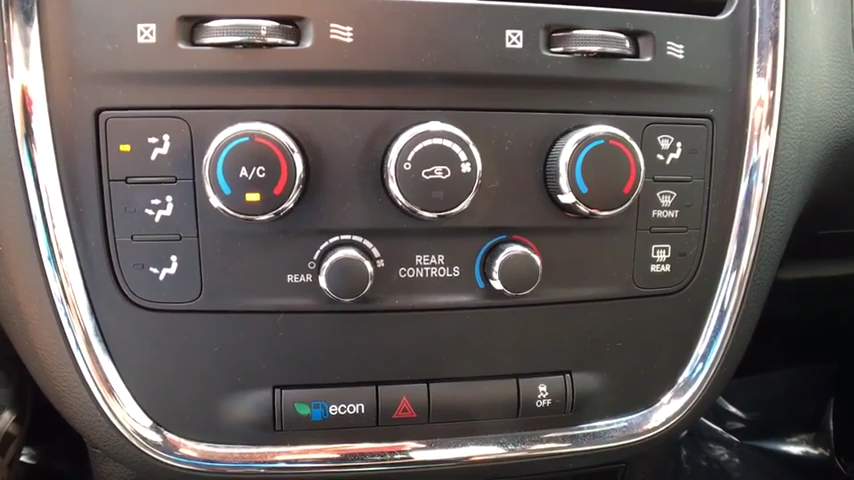 A/C
FRONT
REAR
REAR
REAR
CONTROLS
econ
OFF